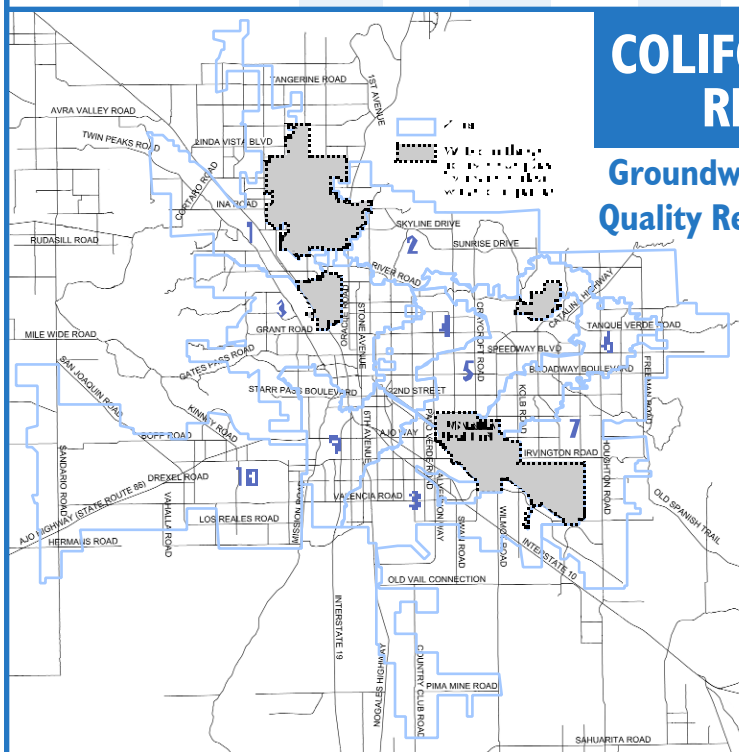 COLIFO
RE
Groundw
Quality Re
TANGERINE ROAD
1ST AVENUE
AVRA VALLEY ROAD
TWIN PEAKS ROAD
LINDA VISTA BLVD
CORTARO ROAD
INA ROAD
1
SKYLINE DRIVE
2
SUNRISE DRIVE
RUDASILL ROAD
RIVER ROAD
CATALINA HIGHWAY
3
ORACLE ROAD
STONE AVENUE
4
CRAYCROFT ROAD
TANQUE VERDE ROAD
GRANT ROAD
MILE WIDE ROAD
6
SPEEDWAY BLVD
GATES PASS ROAD
5
BROADWAY BOULEVARD
SAN JOAQUIN ROAD
STARR PASS BOULEVARD
22ND STREET
KOLB ROAD
FREEMAN ROAD
KINNEY ROAD
6TH AVENUE
PALO VERDE ROAD
7
BOPP ROAD
9
AJO WAY
IRVINGTON ROAD
HOUGHTON ROAD
SANDARIO ROAD
10
DREXEL ROAD
AJO HIGHWAY (STATE ROUTE 86)
VAHALLA ROAD
MISSION ROAD
VALENCIA ROAD
8
ALVERNON WAY
LOS REALES ROAD
SWAN ROAD
WILMOT ROAD
OLD SPANISH TRAIL
HERMANS ROAD
INTERSTATE 10
OLD VAIL CONNECTION
INTERSTATE 19
NOGALES HIGHWAY
COUNTRY CLUB ROAD
PIMA MINE ROAD
SAHUARITA ROAD